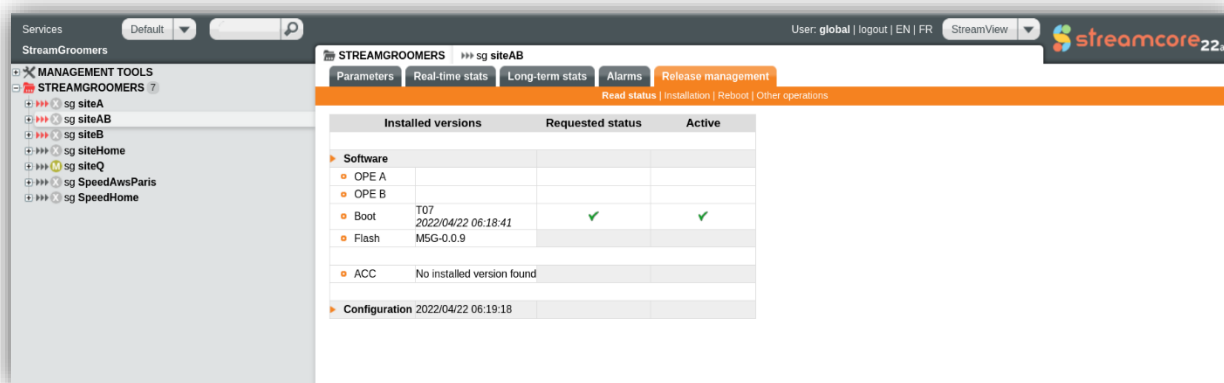 Services Default User: global | logout | EN | FR StreamView streamcore22a
StreamGroomers
MANAGEMENT TOOLS
STREAMGROOMERS 7
X sg siteA
X sg siteAB
X sg siteB
X sg siteHome
M sg siteQ
X sg SpeedAwsParis
X sg SpeedHome
STREAMGROOMERS sg siteAB
Parameters Real-time stats Long-term stats Alarms Release management
Read status | Installation | Reboot | Other operations
Installed versions Requested status Active
Software
OPE A
OPE B
Boot T07
2022/04/22 06:18:41
Flash M5G-0.0.9
ACC No installed version found
Configuration 2022/04/22 06:19:18